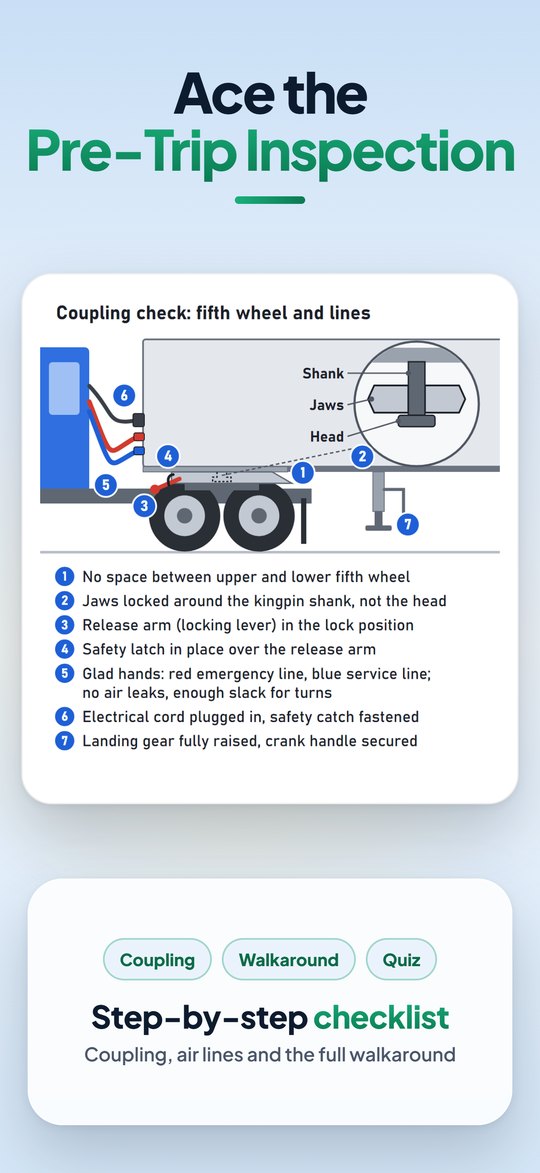 Ace the
Pre-Trip Inspection
Coupling check: fifth wheel and lines
Shank
Jaws
Head
6
4
2
1
5
3
7
1 No space between upper and lower fifth wheel
2 Jaws locked around the kingpin shank, not the head
3 Release arm (locking lever) in the lock position
4 Safety latch in place over the release arm
5 Glad hands: red emergency line, blue service line;
no air leaks, enough slack for turns
6 Electrical cord plugged in, safety catch fastened
7 Landing gear fully raised, crank handle secured
Coupling Walkaround Quiz
Step-by-step checklist
Coupling, air lines and the full walkaround